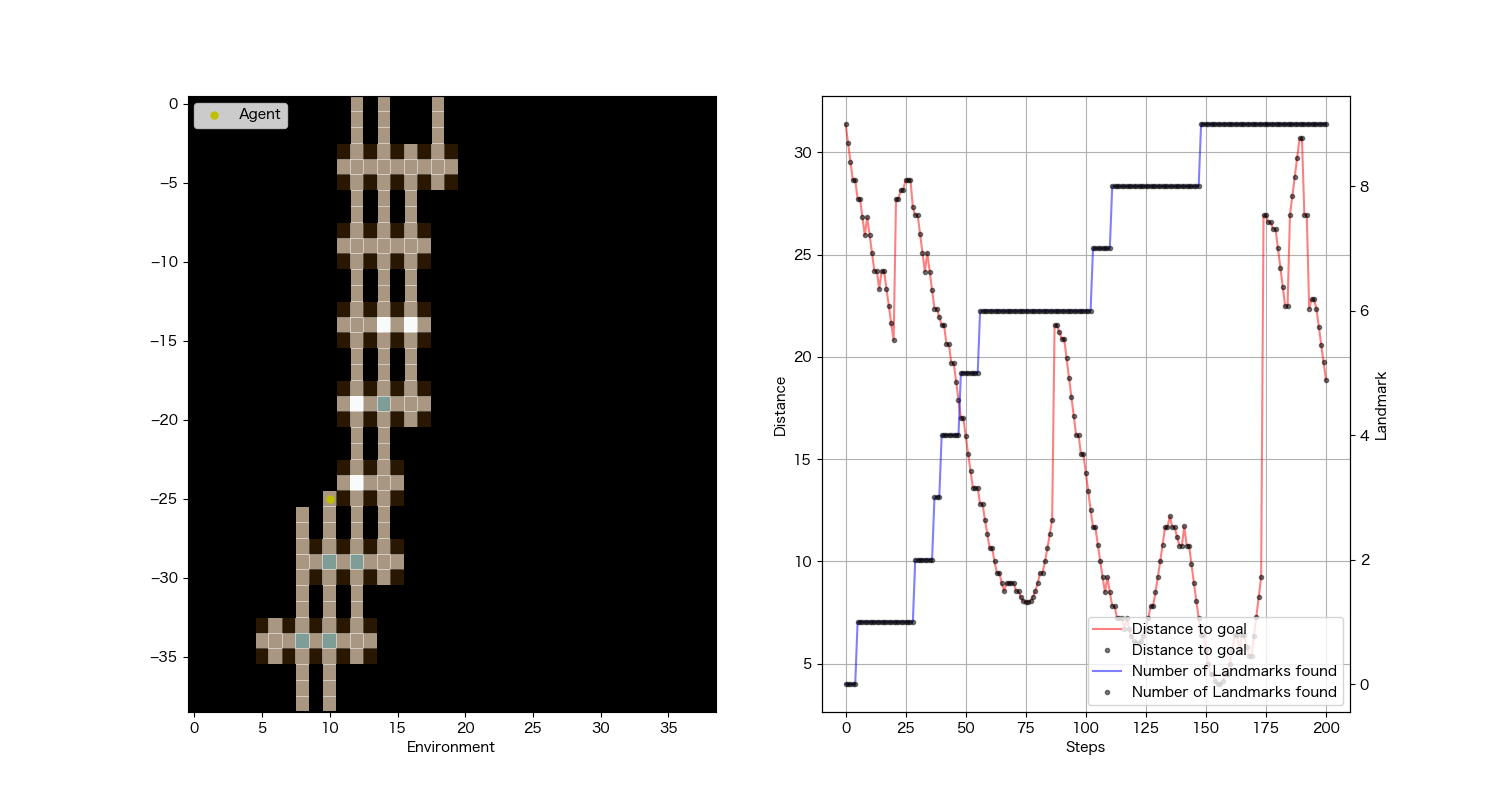 Agent
0
−5
−10
−15
−20
−25
−30
−35
0 5 10 15 20 25 30 35
Environment
30
25
20
15
10
5
Distance
8
6
4
2
0
Landmark
Distance to goal
Distance to goal
Number of Landmarks found
Number of Landmarks found
0 25 50 75 100 125 150 175 200
Steps